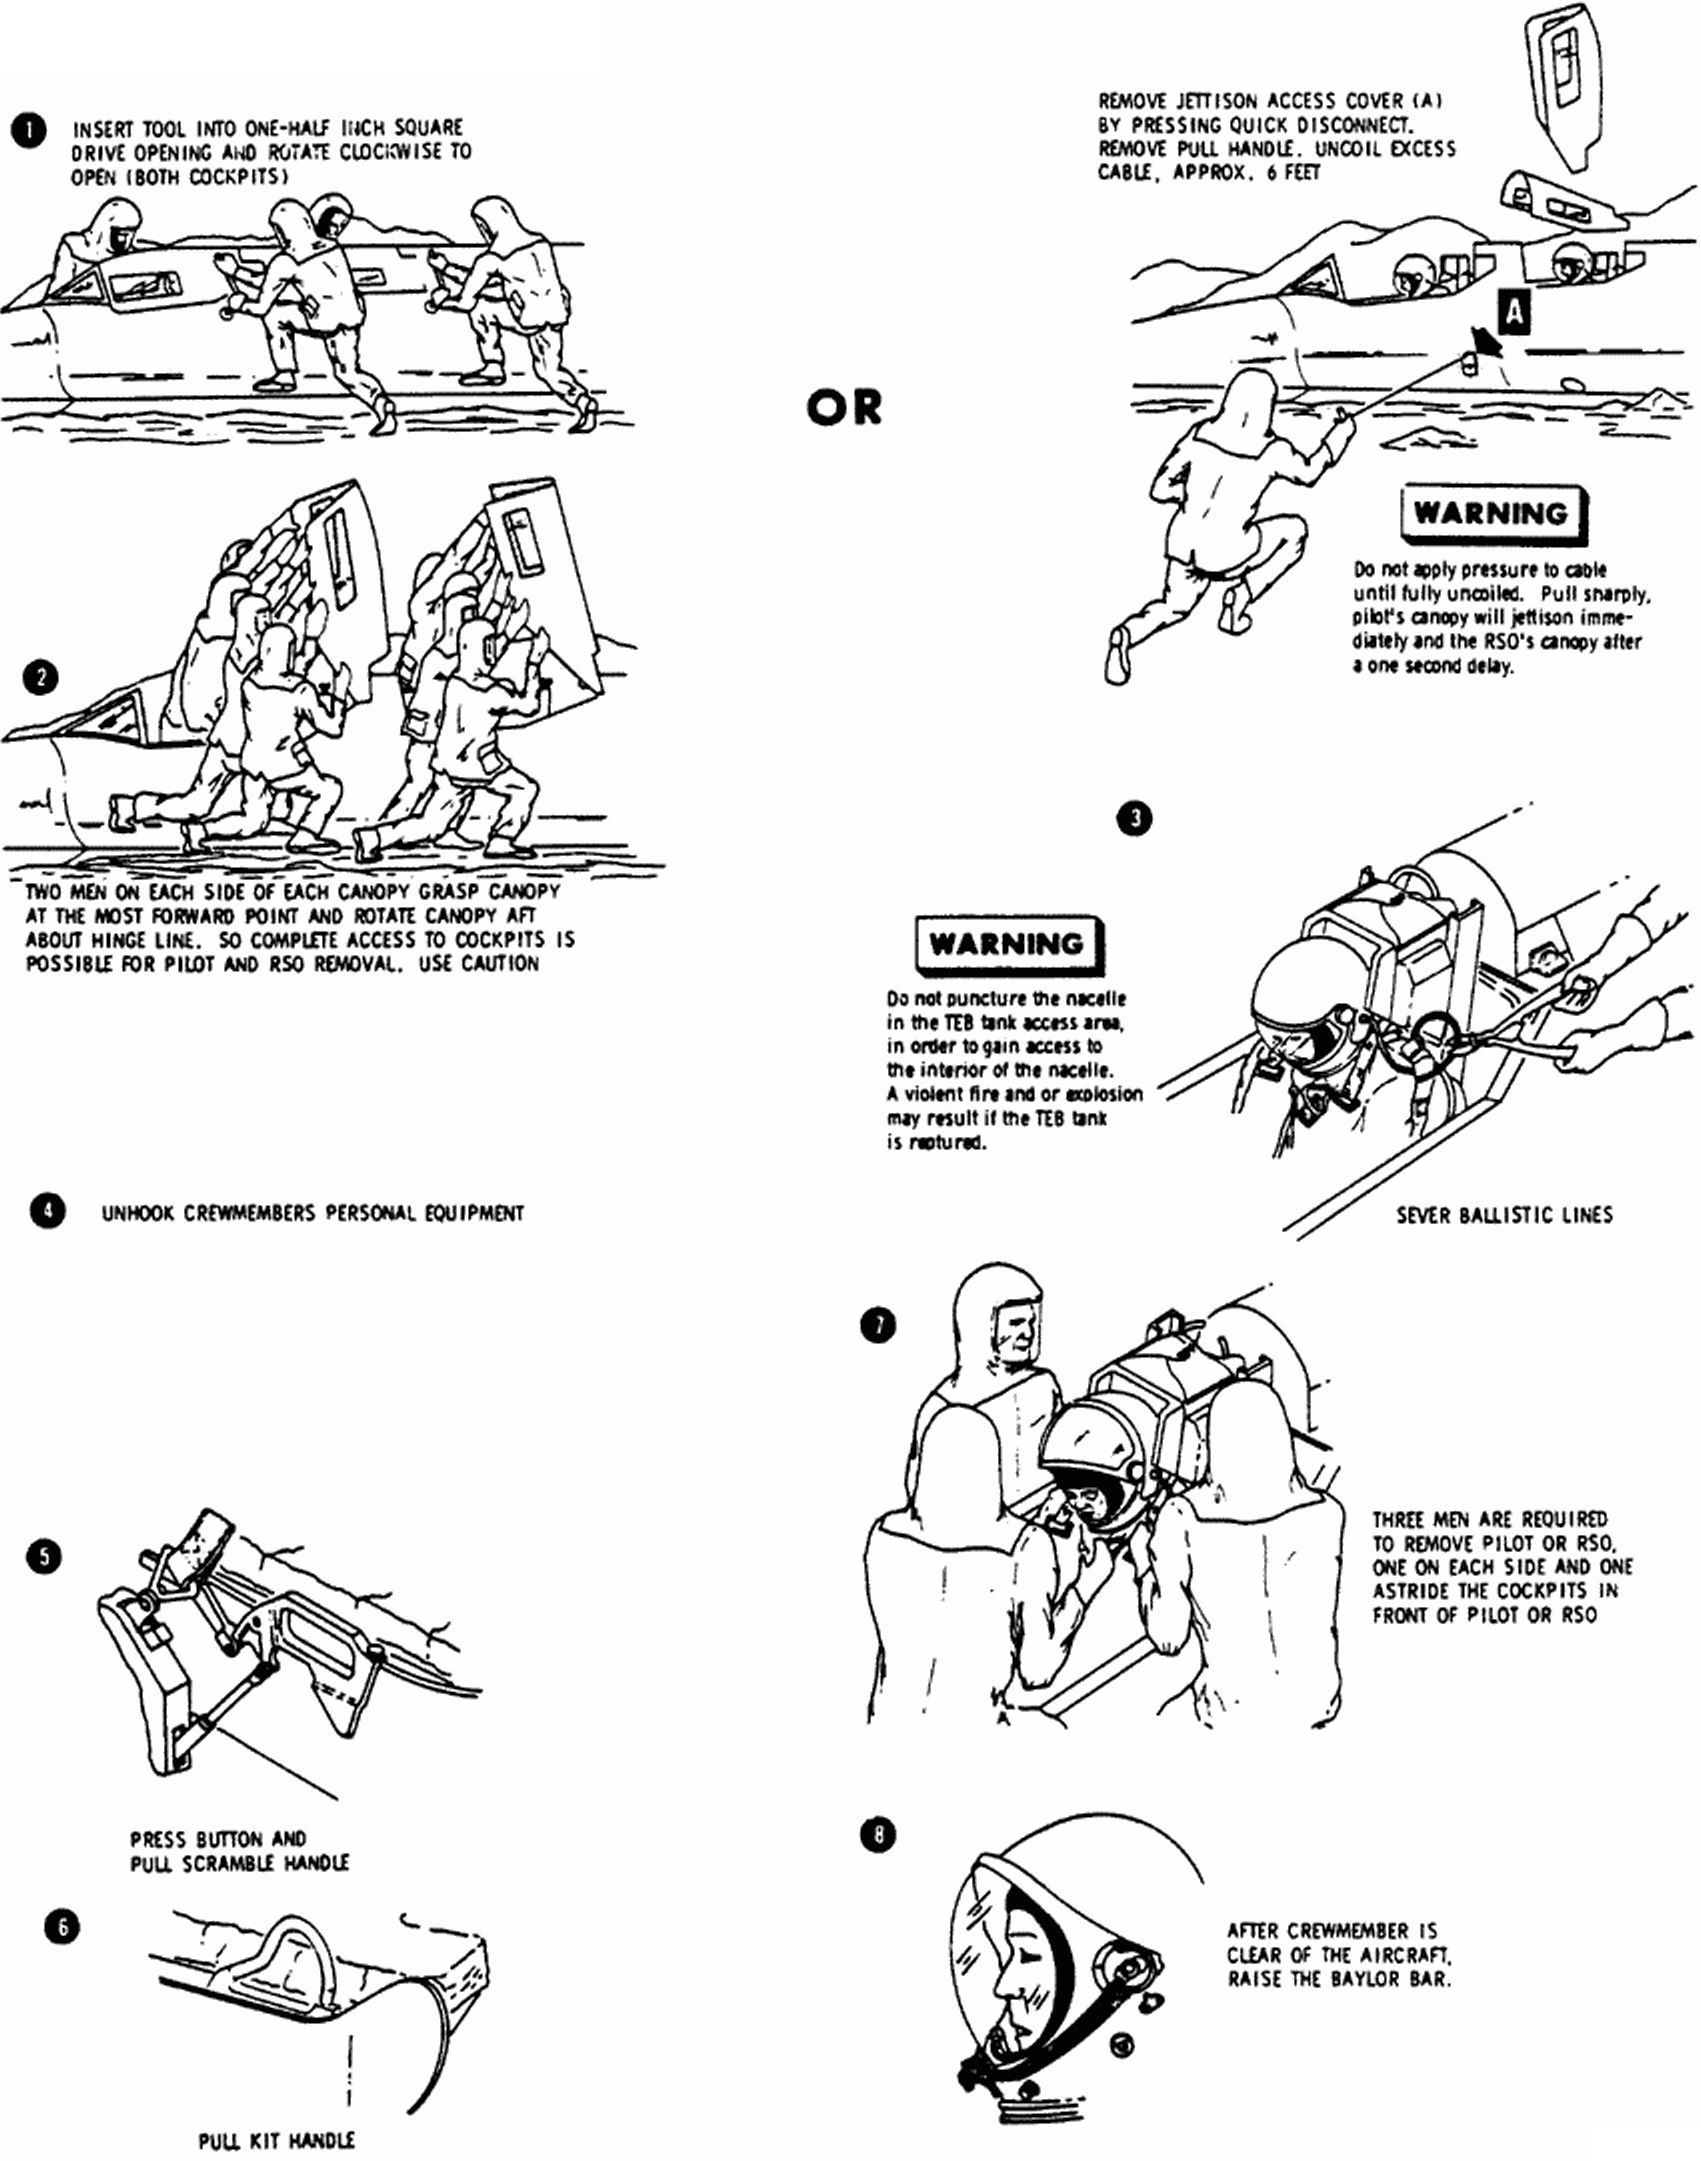 1 INSERT TOOL INTO ONE-HALF INCH SQUARE
DRIVE OPENING AND ROTATE CLOCKWISE TO
OPEN (BOTH COCKPITS)
OR
REMOVE JETTISON ACCESS COVER (A)
BY PRESSING QUICK DISCONNECT.
REMOVE PULL HANDLE. UNCOIL EXCESS
CABLE, APPROX. 6 FEET
A
WARNING
Do not apply pressure to cable
until fully uncoiled. Pull sharply,
pilot's canopy will jettison imme-
diately and the RSO's canopy after
a one second delay.
2
TWO MEN ON EACH SIDE OF EACH CANOPY GRASP CANOPY
AT THE MOST FORWARD POINT AND ROTATE CANOPY AFT
ABOUT HINGE LINE. SO COMPLETE ACCESS TO COCKPITS IS
POSSIBLE FOR PILOT AND RSO REMOVAL. USE CAUTION
3
WARNING
Do not puncture the nacelle
in the TEB tank access area,
in order to gain access to
the interior of the nacelle.
A violent fire and or explosion
may result if the TEB tank
is reptured.
SEVER BALLISTIC LINES
4 UNHOOK CREWMEMBERS PERSONAL EQUIPMENT
5
PRESS BUTTON AND
PULL SCRAMBLE HANDLE
6
PULL KIT HANDLE
7
THREE MEN ARE REQUIRED
TO REMOVE PILOT OR RSO,
ONE ON EACH SIDE AND ONE
ASTRIDE THE COCKPITS IN
FRONT OF PILOT OR RSO
8
AFTER CREWMEMBER IS
CLEAR OF THE AIRCRAFT,
RAISE THE BAYLOR BAR.